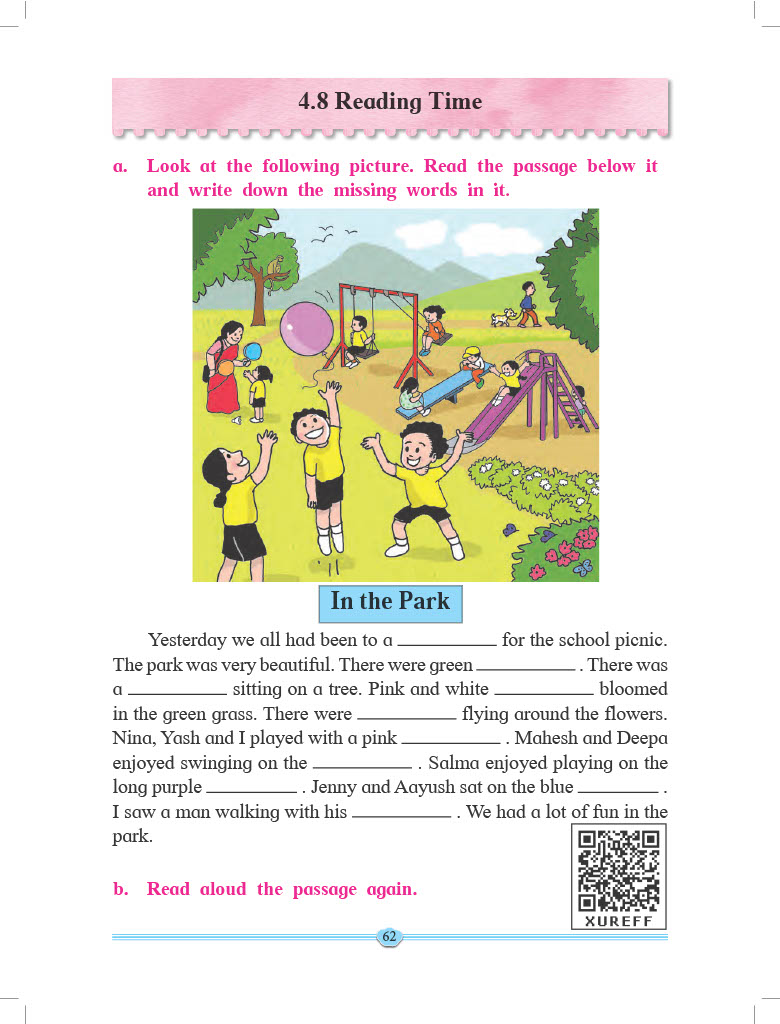 4.8 Reading Time
a. Look at the following picture. Read the passage below it
and write down the missing words in it.
In the Park
Yesterday we all had been to a __________ for the school picnic.
The park was very beautiful. There were green __________ . There was
a __________ sitting on a tree. Pink and white __________ bloomed
in the green grass. There were __________ flying around the flowers.
Nina, Yash and I played with a pink __________ . Mahesh and Deepa
enjoyed swinging on the __________ . Salma enjoyed playing on the
long purple __________ . Jenny and Aayush sat on the blue __________ .
I saw a man walking with his __________ . We had a lot of fun in the
park.
b. Read aloud the passage again.
XUREFF
62